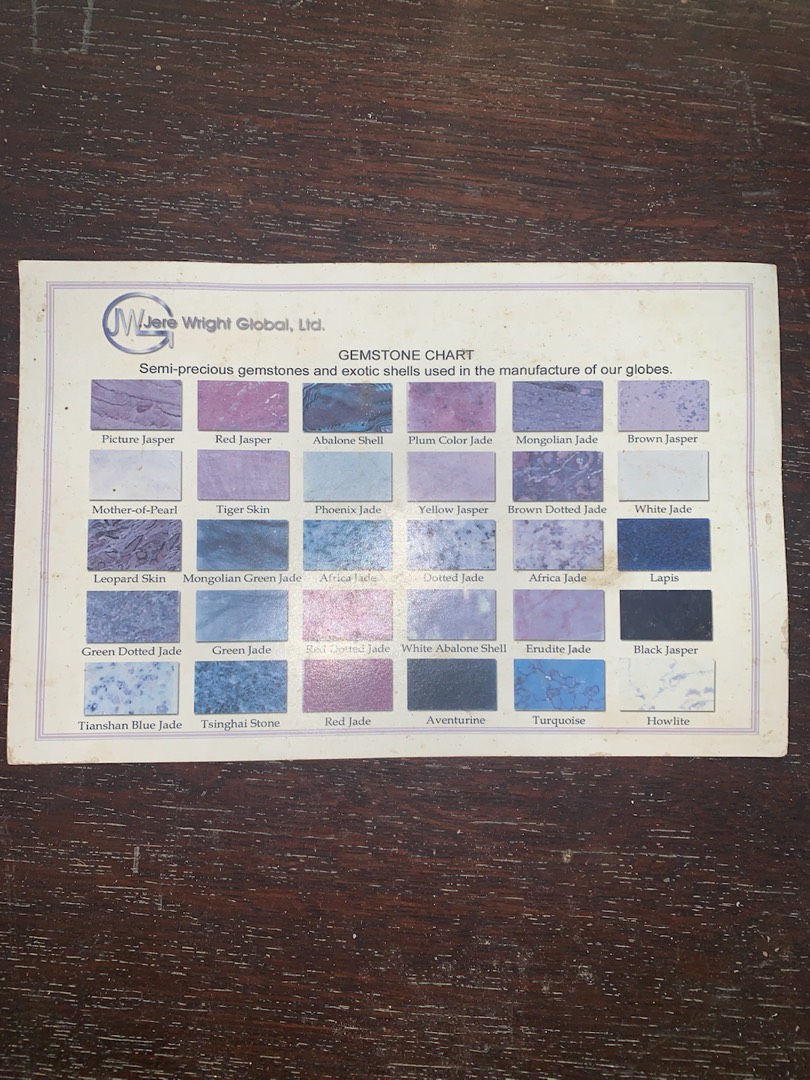 JWG Jere Wright Global, Ltd.
GEMSTONE CHART
Semi-precious gemstones and exotic shells used in the manufacture of our globes.
Picture Jasper Red Jasper Abalone Shell Plum Color Jade Mongolian Jade Brown Jasper
Mother-of-Pearl Tiger Skin Phoenix Jade Yellow Jasper Brown Dotted Jade White Jade
Leopard Skin Mongolian Green Jade Africa Jade Dotted Jade Africa Jade Lapis
Green Dotted Jade Green Jade Red Dotted Jade White Abalone Shell Erudite Jade Black Jasper
Tianshan Blue Jade Tsinghai Stone Red Jade Aventurine Turquoise Howlite